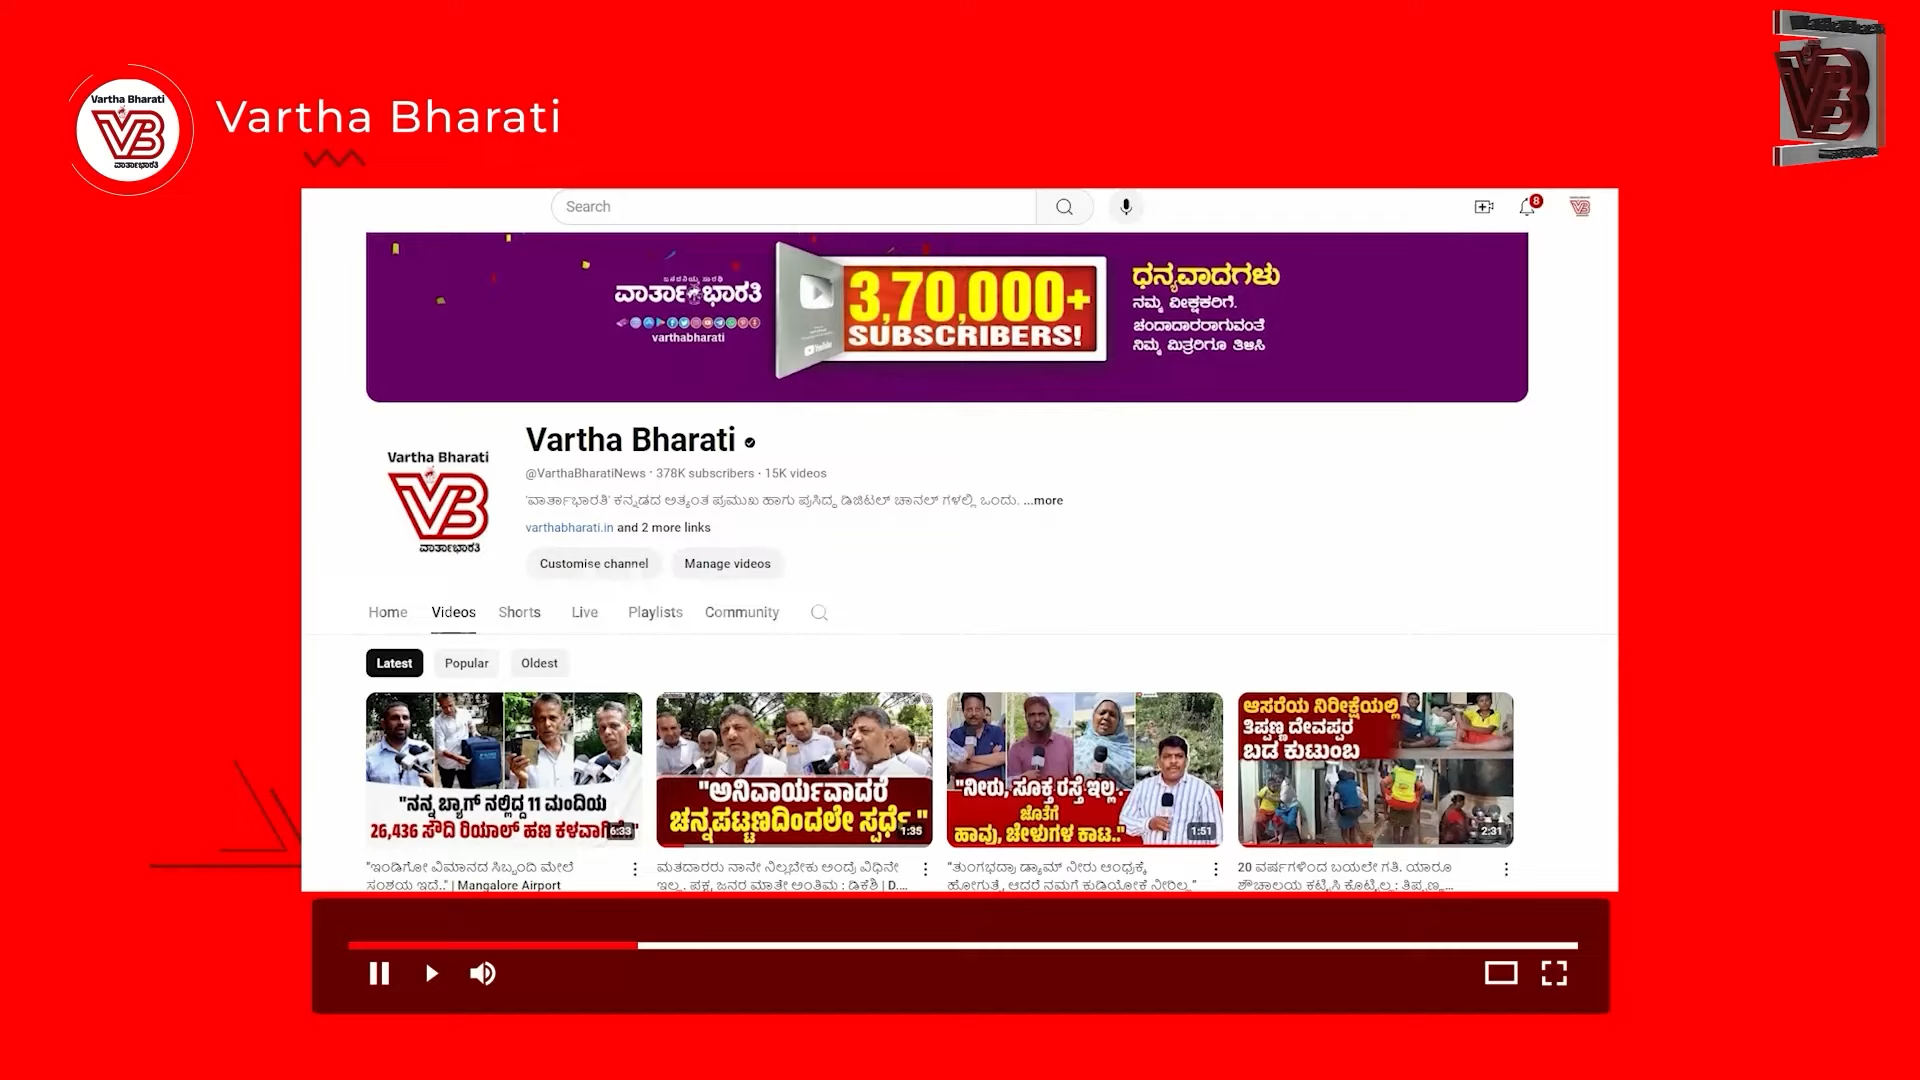 Vartha Bharati
ವಾರ್ತಾಭಾರತಿ
Vartha Bharati
Search
8
ವಾರ್ತಾಭಾರತಿ
varthabharati
3,70,000+
SUBSCRIBERS!
YouTube
ಧನ್ಯವಾದಗಳು
ನಮ್ಮ ವೀಕ್ಷಕರಿಗೆ.
ಚಂದಾದಾರರಾಗುವಂತೆ
ನಿಮ್ಮ ಮಿತ್ರರಿಗೂ ತಿಳಿಸಿ
Vartha Bharati
VB
ವಾರ್ತಾಭಾರತಿ
Vartha Bharati
@VarthaBharatiNews · 378K subscribers · 15K videos
'ವಾರ್ತಾಭಾರತಿ' ಕನ್ನಡದ ಅತ್ಯಂತ ಪ್ರಮುಖ ಹಾಗು ಪ್ರಸಿದ್ಧ ಡಿಜಿಟಲ್ ಚಾನಲ್ ಗಳಲ್ಲಿ ಒಂದು. ...more
varthabharati.in and 2 more links
Customise channel Manage videos
Home Videos Shorts Live Playlists Community
Latest Popular Oldest
"ನನ್ನ ಬ್ಯಾಗ್ ನಲ್ಲಿದ್ದ 11 ಮಂದಿಯ
26,436 ಸೌದಿ ರಿಯಾಲ್ ಹಣ
6:33
"ಇಂಡಿಗೋ ವಿಮಾನದ ಸಿಬ್ಬಂದಿ ಮೇಲೆ
ಸಂಶಯ ಇದೆ.." | Mangalore Airport
"ಅನಿವಾರ್ಯವಾದರೆ
ಚನ್ನಪಟ್ಟಣದಿಂದಲೇ ಸ್ಪರ್ಧೆ.."
1:35
ಮತದಾರರು ನಾನೇ ನಿಲ್ಲಬೇಕು ಅಂದ್ರೆ ವಿಧಿನೇ
ಇಲ್ಲ.. ಪಕ್ಷ, ಜನರ ಮಾತೇ ಅಂತಿಮ : ಡಿಕೆಶಿ | D....
"ನೀರು, ಸೂಕ್ತ ರಸ್ತೆ ಇಲ್ಲ..
ಜೊತೆಗೆ
ಹಾವು, ಚೇಳುಗಳ ಕಾಟ.."
1:51
"ತುಂಗಭದ್ರಾ ಡ್ಯಾಮ್ ನೀರು ಆಂಧ್ರಕ್ಕೆ
ಹೋಗುತ್ತೆ, ಆದರೆ ನಮಗೆ ಕುಡಿಯೋಕೆ ನೀರಿಲ್ಲ"
ಆಸರೆಯ ನಿರೀಕ್ಷೆಯಲ್ಲಿ
ತಿಪ್ಪಣ್ಣ ದೇವಪ್ಪರ
ಬಡ ಕುಟುಂಬ
2:31
20 ವರ್ಷಗಳಿಂದ ಬಯಲೇ ಗತಿ. ಯಾರೂ
ಶೌಚಾಲಯ ಕಟ್ಟಿಸಿ ಕೊಟ್ಟಿಲ್ಲ : ತಿಪ್ಪಣ್ಣ...